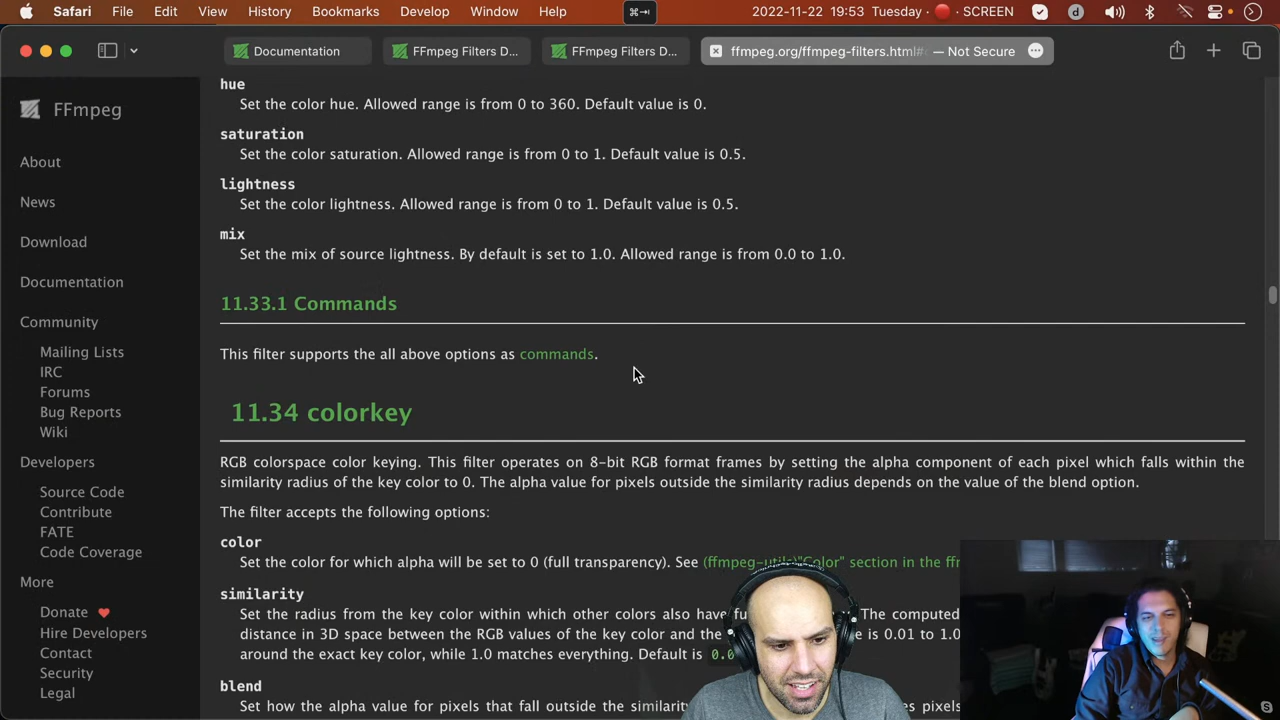 Safari File Edit View History Bookmarks Develop Window Help 2022-11-22 19:53 Tuesday SCREEN
Documentation FFmpeg Filters D... FFmpeg Filters D... ffmpeg.org/ffmpeg-filters.html — Not Secure
FFmpeg
About
News
Download
Documentation
Community
Mailing Lists
IRC
Forums
Bug Reports
Wiki
Developers
Source Code
Contribute
FATE
Code Coverage
More
Donate
Hire Developers
Contact
Security
Legal
hue
Set the color hue. Allowed range is from 0 to 360. Default value is 0.
saturation
Set the color saturation. Allowed range is from 0 to 1. Default value is 0.5.
lightness
Set the color lightness. Allowed range is from 0 to 1. Default value is 0.5.
mix
Set the mix of source lightness. By default is set to 1.0. Allowed range is from 0.0 to 1.0.
11.33.1 Commands
This filter supports the all above options as commands.
11.34 colorkey
RGB colorspace color keying. This filter operates on 8-bit RGB format frames by setting the alpha component of each pixel which falls within the
similarity radius of the key color to 0. The alpha value for pixels outside the similarity radius depends on the value of the blend option.
The filter accepts the following options:
color
Set the color for which alpha will be set to 0 (full transparency). See (ffmpeg-utils)"Color" section in the
similarity
Set the radius from the key color within which other colors also have The computed
distance in 3D space between the RGB values of the key color and the is 0.01 to 1.0
around the exact key color, while 1.0 matches everything. Default is
blend
Set how the alpha value for pixels that fall outside the pixels